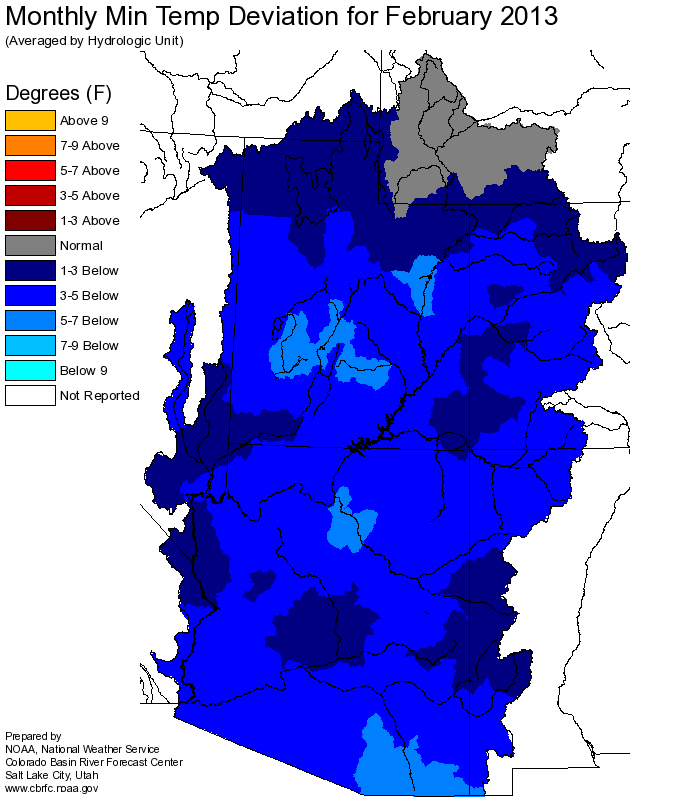 Monthly Min Temp Deviation for February 2013
(Averaged by Hydrologic Unit)
Degrees (F)
Above 9
7-9 Above
5-7 Above
3-5 Above
1-3 Above
Normal
1-3 Below
3-5 Below
5-7 Below
7-9 Below
Below 9
Not Reported
Prepared by
NOAA, National Weather Service
Colorado Basin River Forecast Center
Salt Lake City, Utah
www.cbrfc.noaa.gov